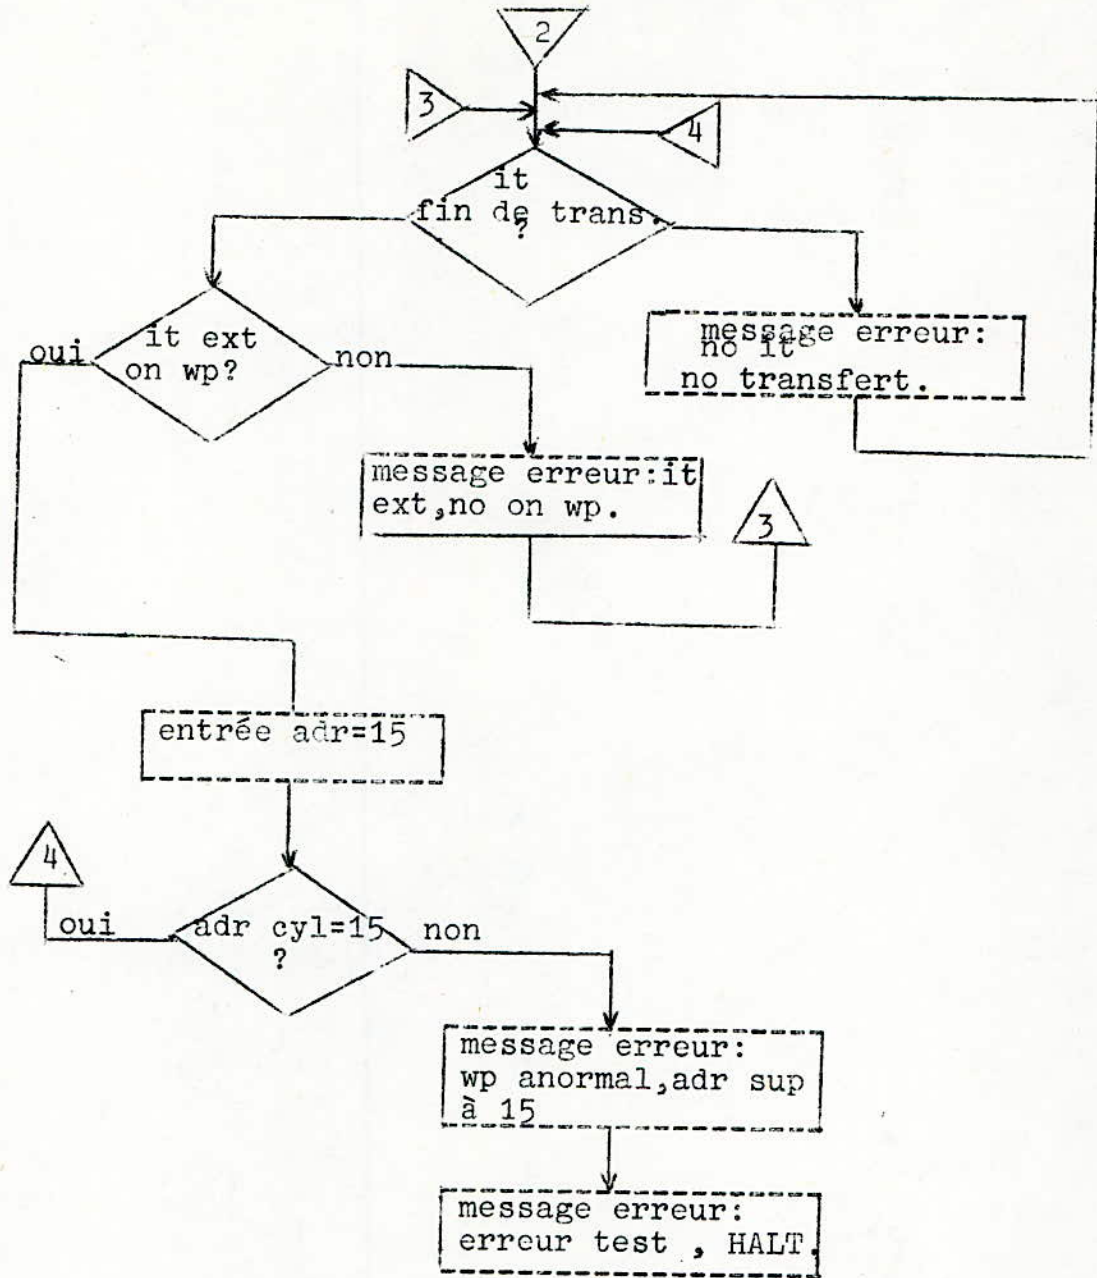 2
3
4
it
fin de trans.
?
it ext
on wp?
oui
non
message erreur:
no it
no transfert.
message erreur:it
ext,no on wp.
3
entrée adr=15
4
oui
adr cyl=15
?
non
message erreur:
wp anormal,adr sup
à 15
message erreur:
erreur test , HALT.